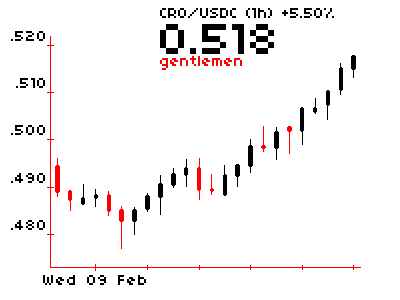 CRO/USDC (1h) +5.50%
0.518
gentlemen
.520
.510
.500
.490
.480
Wed 09 Feb